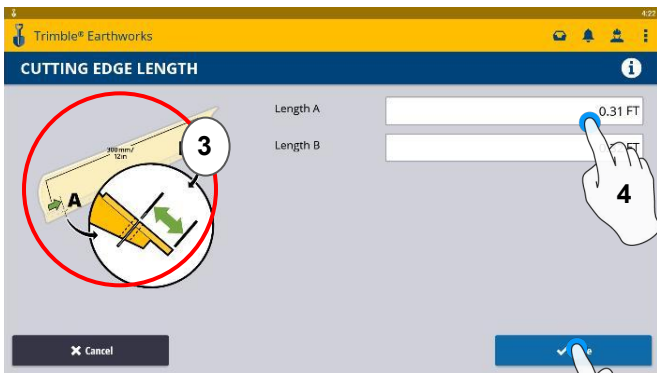 4:22
Trimble® Earthworks
CUTTING EDGE LENGTH
Length A
0.31 FT
Length B
FT
300mm/
12in
3
A
4
Cancel